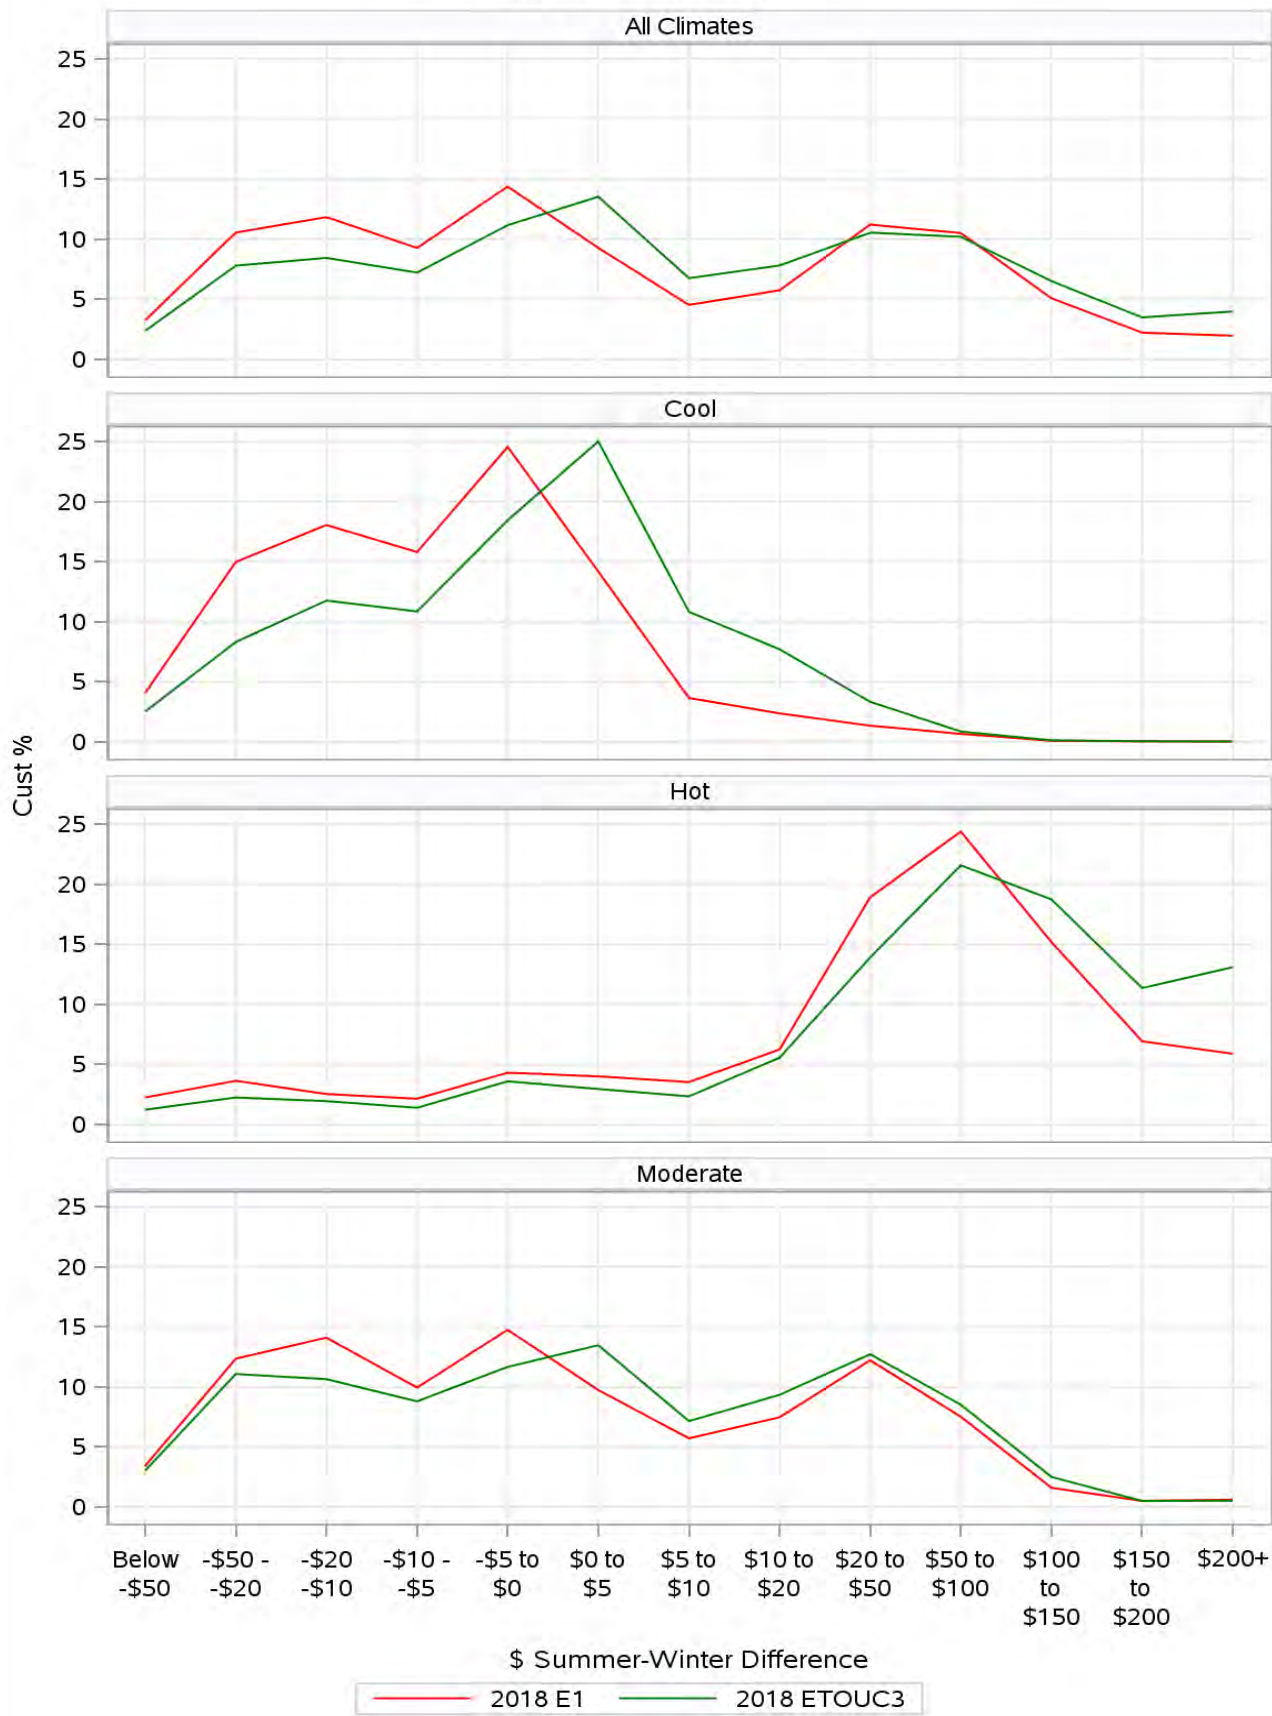 All Climates
25
20
15
10
5
0
Cool
25
20
15
10
5
0
Hot
25
20
15
10
5
0
Moderate
25
20
15
10
5
0
Cust %
Below -$50 - -$20 -$10 - -$5 to $0 to $5 to $10 to $20 to $50 to $100 $150 $200+
-$50 -$20 -$10 -$5 $0 $5 $10 $20 $50 $100 to to
$150 $200
$ Summer-Winter Difference
2018 E1 2018 ETOUC3